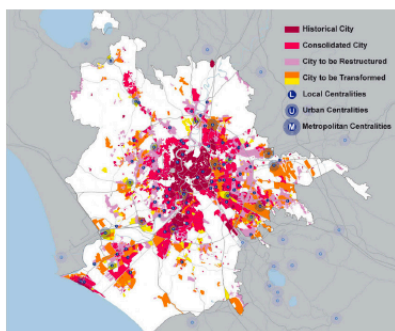 Historical City
Consolidated City
City to be Restructured
City to be Transformed
L Local Centralities
U Urban Centralities
M Metropolitan Centralities